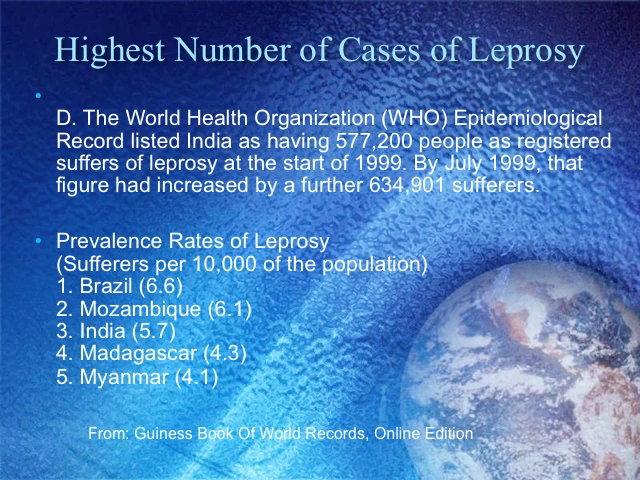 Highest Number of Cases of Leprosy
D. The World Health Organization (WHO) Epidemiological
Record listed India as having 577,200 people as registered
suffers of leprosy at the start of 1999. By July 1999, that
figure had increased by a further 634,901 sufferers.
Prevalence Rates of Leprosy
(Sufferers per 10,000 of the population)
1. Brazil (6.6)
2. Mozambique (6.1)
3. India (5.7)
4. Madagascar (4.3)
5. Myanmar (4.1)
From: Guiness Book Of World Records, Online Edition